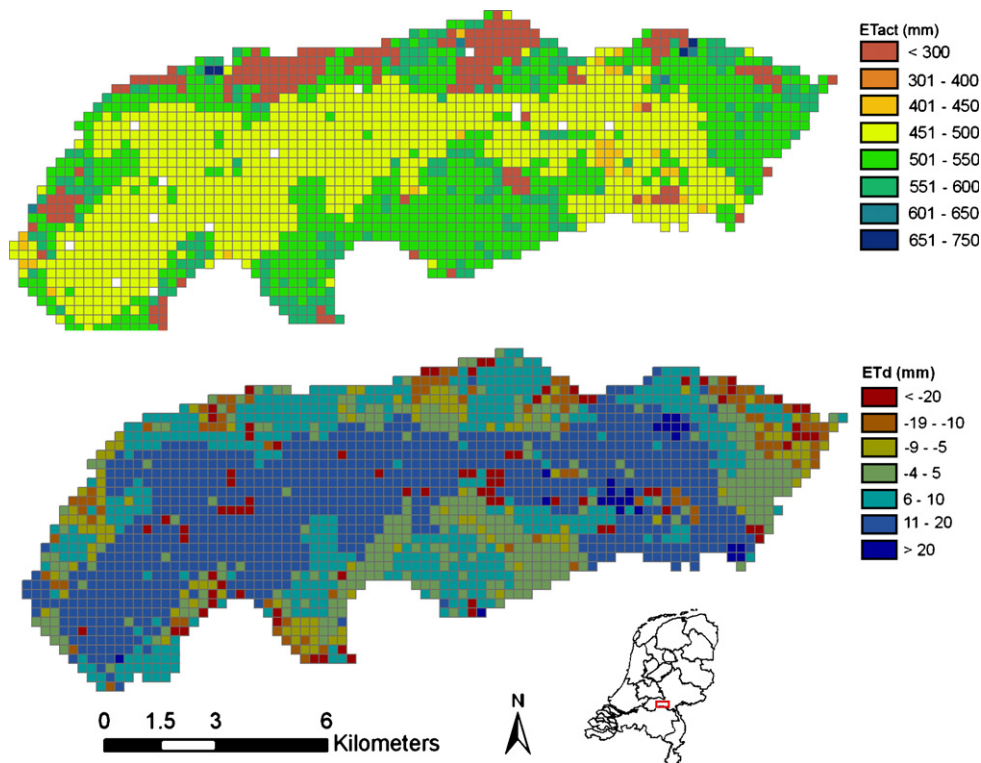 ETact (mm)
< 300
301 - 400
401 - 450
451 - 500
501 - 550
551 - 600
601 - 650
651 - 750
ETd (mm)
< -20
-19 - -10
-9 - -5
-4 - 5
6 - 10
11 - 20
> 20
0 1.5 3 6
Kilometers
N